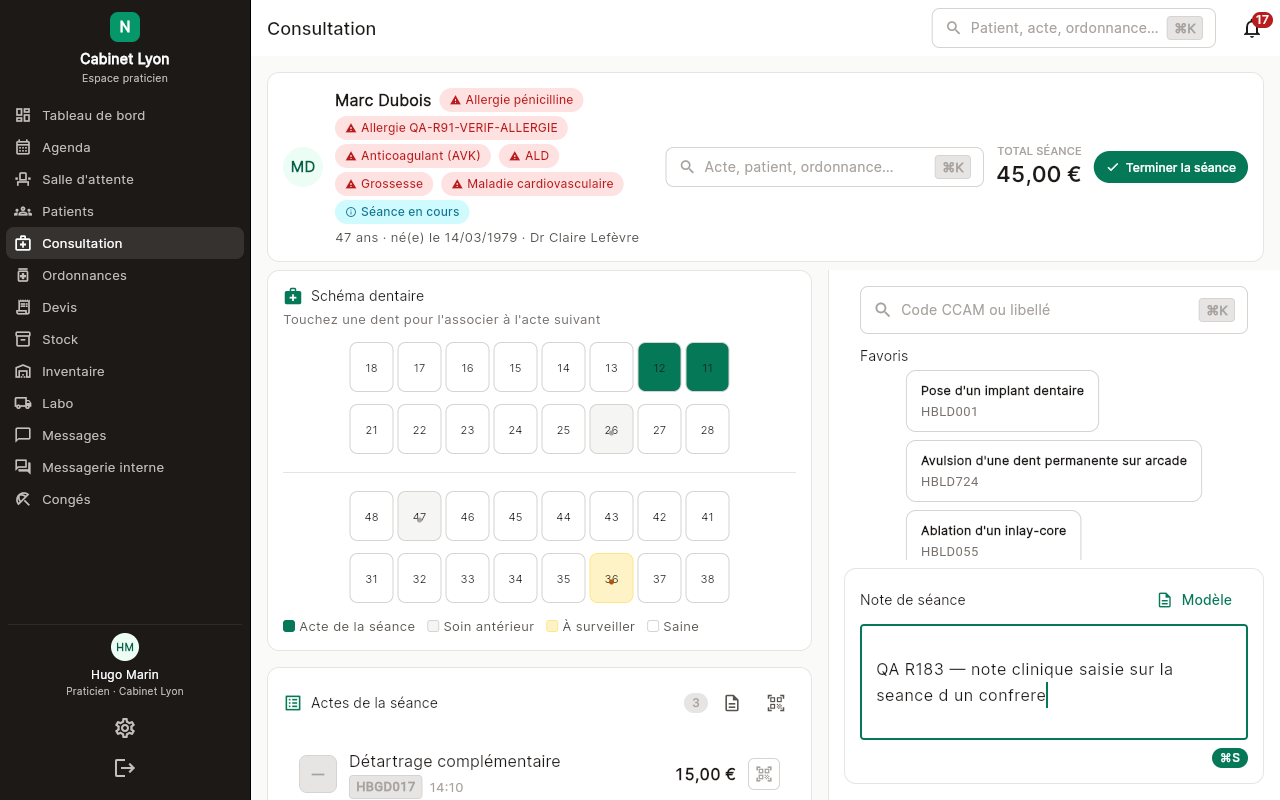 N
Cabinet Lyon
Espace praticien
Tableau de bord
Agenda
Salle d'attente
Patients
Consultation
Ordonnances
Devis
Stock
Inventaire
Labo
Messages
Messagerie interne
Congés
HM
Hugo Marin
Praticien · Cabinet Lyon
Consultation
Patient, acte, ordonnance... ⌘K
17
MD
Marc Dubois
Allergie pénicilline
Allergie QA-R91-VERIF-ALLERGIE
Anticoagulant (AVK) ALD
Grossesse Maladie cardiovasculaire
Séance en cours
47 ans · né(e) le 14/03/1979 · Dr Claire Lefèvre
Acte, patient, ordonnance... ⌘K
TOTAL SÉANCE
45,00 €
Terminer la séance
Schéma dentaire
Touchez une dent pour l'associer à l'acte suivant
18 17 16 15 14 13 12 11
21 22 23 24 25 26 27 28
48 47 46 45 44 43 42 41
31 32 33 34 35 36 37 38
Acte de la séance Soin antérieur À surveiller Saine
Actes de la séance 3
Détartrage complémentaire
HBGD017 14:10
15,00 €
Code CCAM ou libellé ⌘K
Favoris
Pose d'un implant dentaire
HBLD001
Avulsion d'une dent permanente sur arcade
HBLD724
Ablation d'un inlay-core
HBLD055
Note de séance
Modèle
QA R183 — note clinique saisie sur la
seance d un confrere
⌘S